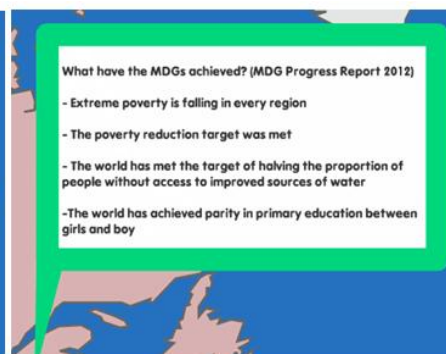 What have the MDGs achieved? (MDG Progress Report 2012)
- Extreme poverty is falling in every region
- The poverty reduction target was met
- The world has met the target of halving the proportion of
people without access to improved sources of water
-The world has achieved parity in primary education between
girls and boy